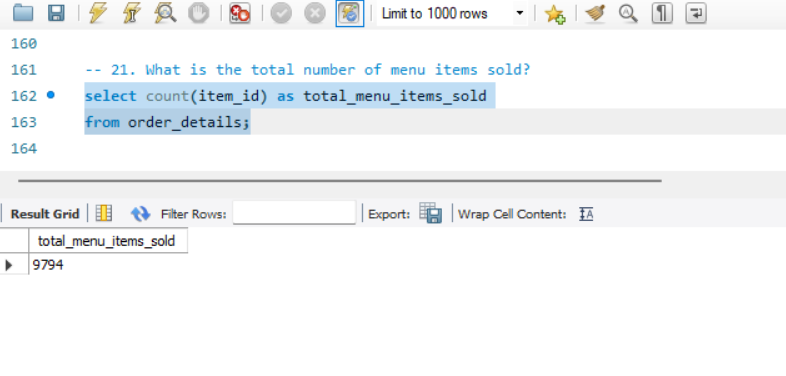 Limit to 1000 rows
160
161 -- 21. What is the total number of menu items sold?
162 select count(item_id) as total_menu_items_sold
163 from order_details;
164
Result Grid Filter Rows: Export: Wrap Cell Content:
total_menu_items_sold
9794